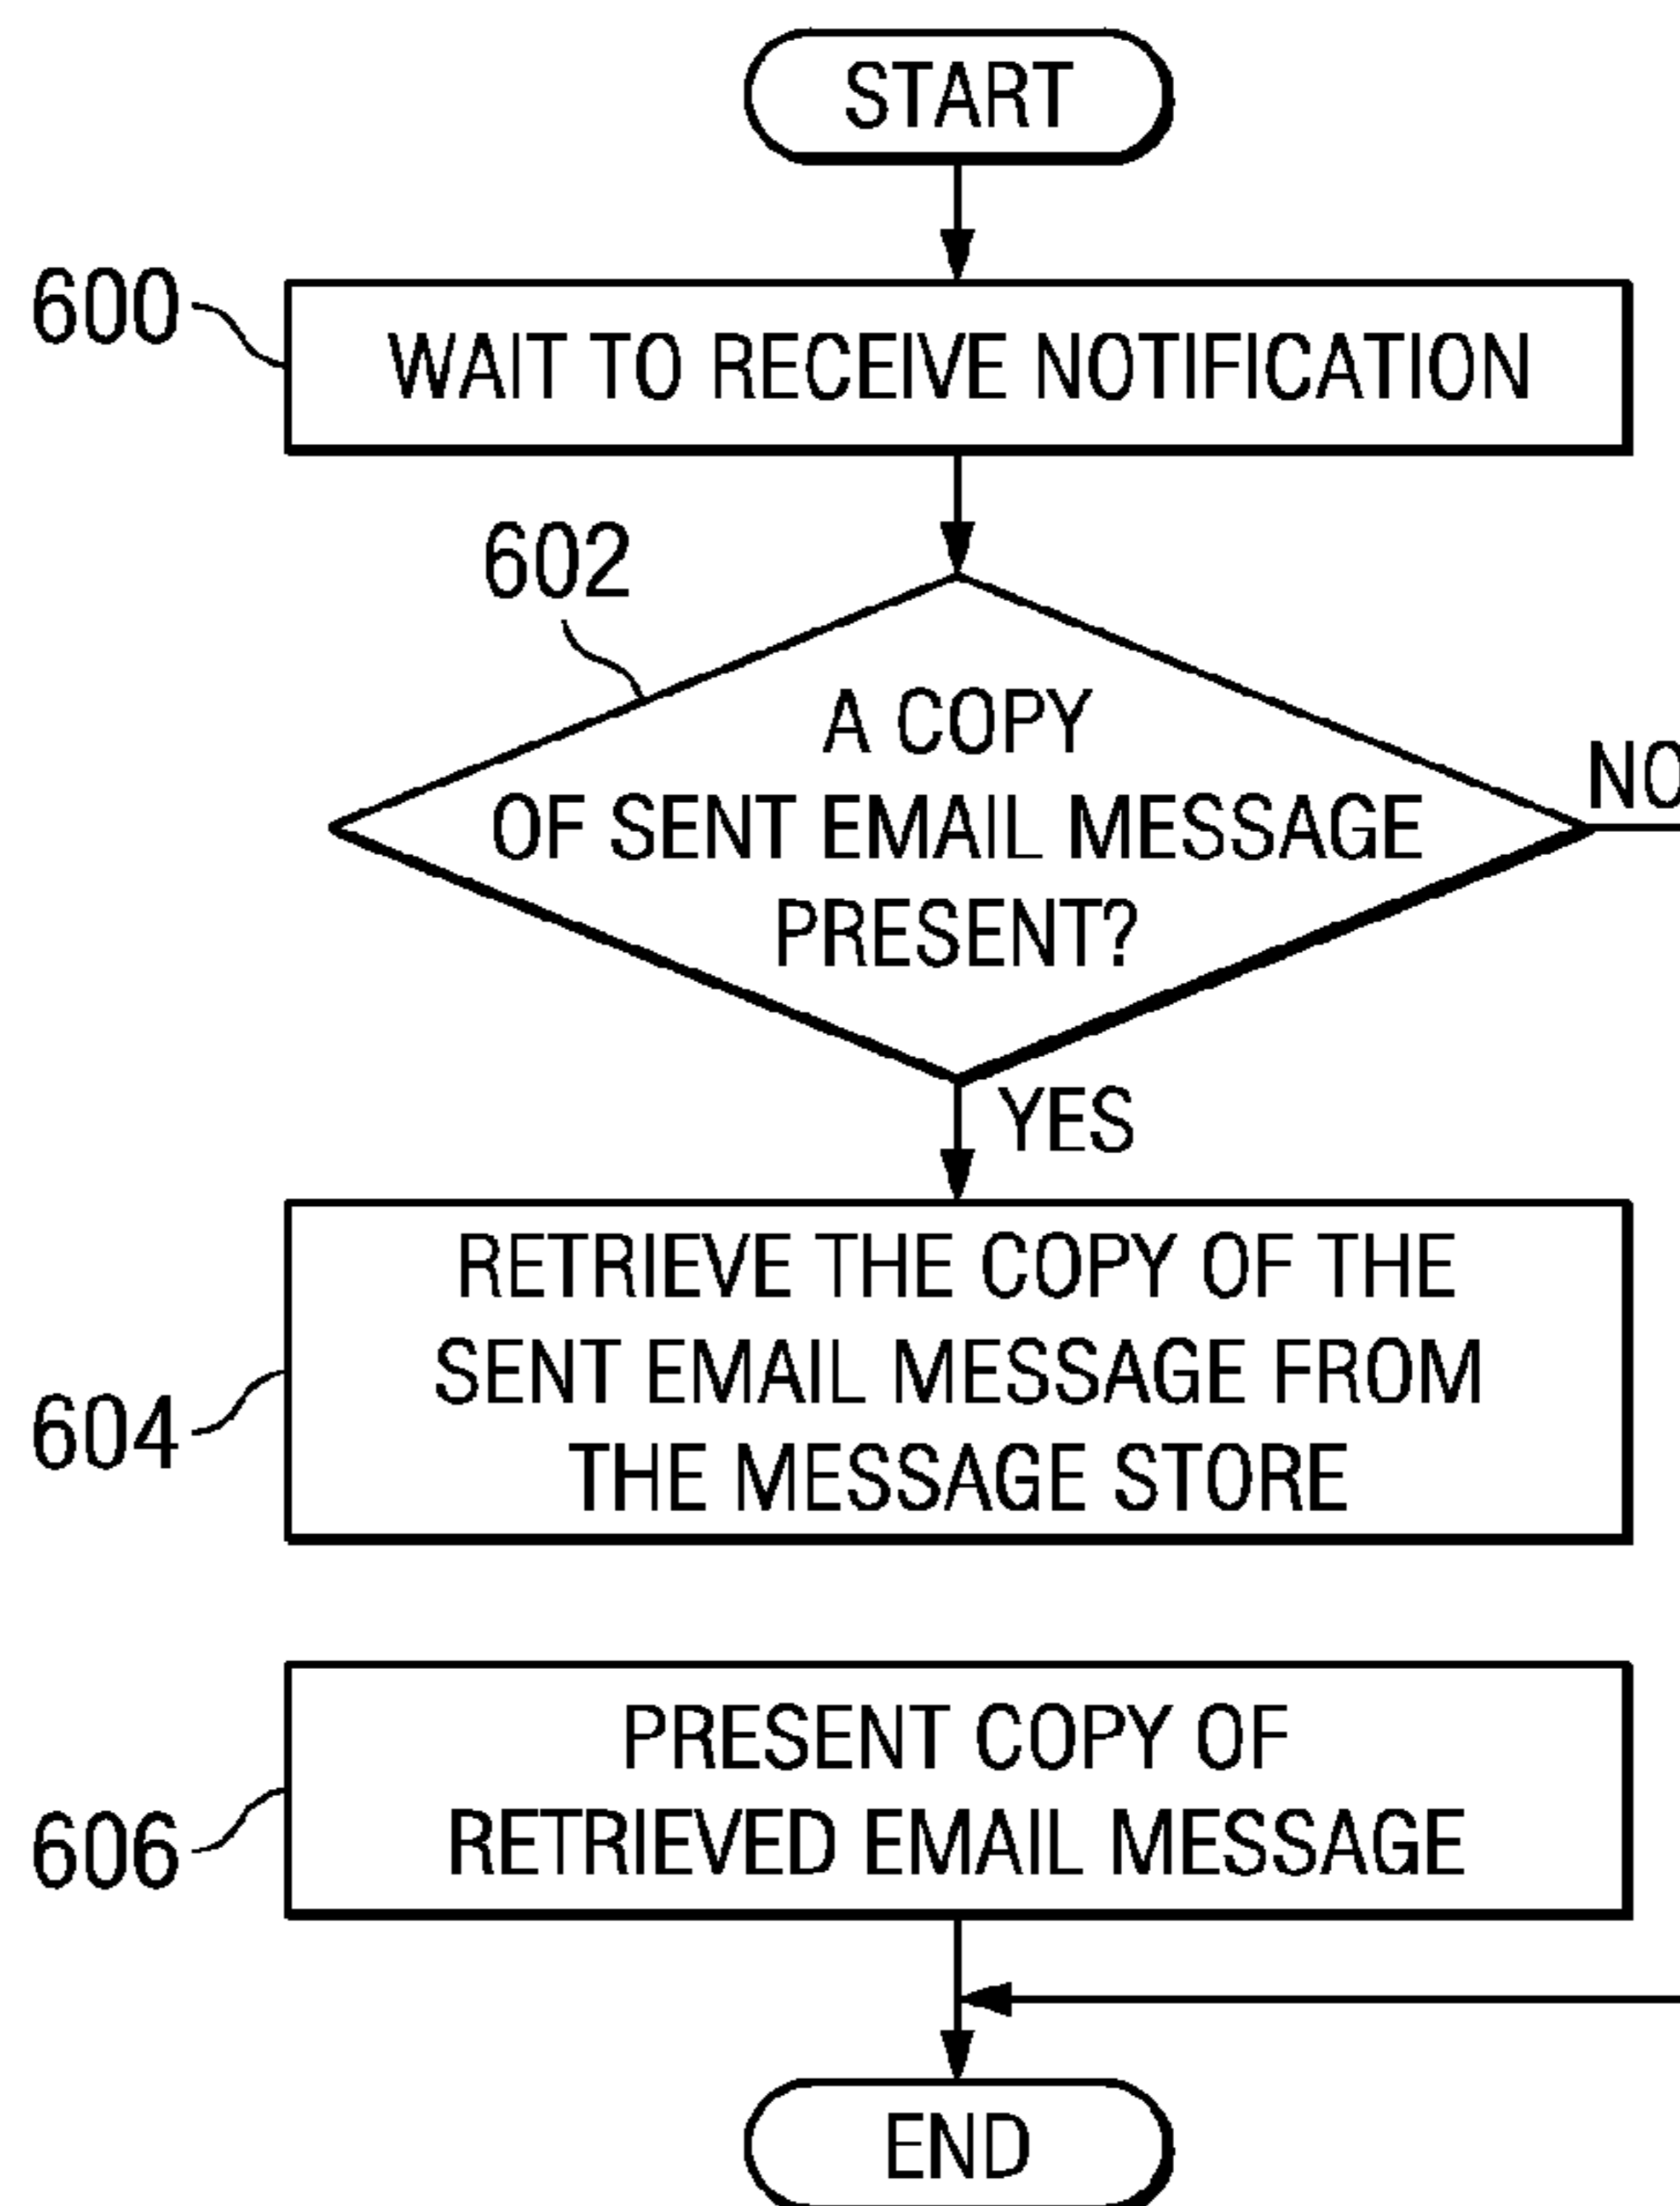 START
600
WAIT TO RECEIVE NOTIFICATION
602
A COPY
OF SENT EMAIL MESSAGE
PRESENT?
NO
YES
RETRIEVE THE COPY OF THE
SENT EMAIL MESSAGE FROM
THE MESSAGE STORE
604
PRESENT COPY OF
RETRIEVED EMAIL MESSAGE
606
END